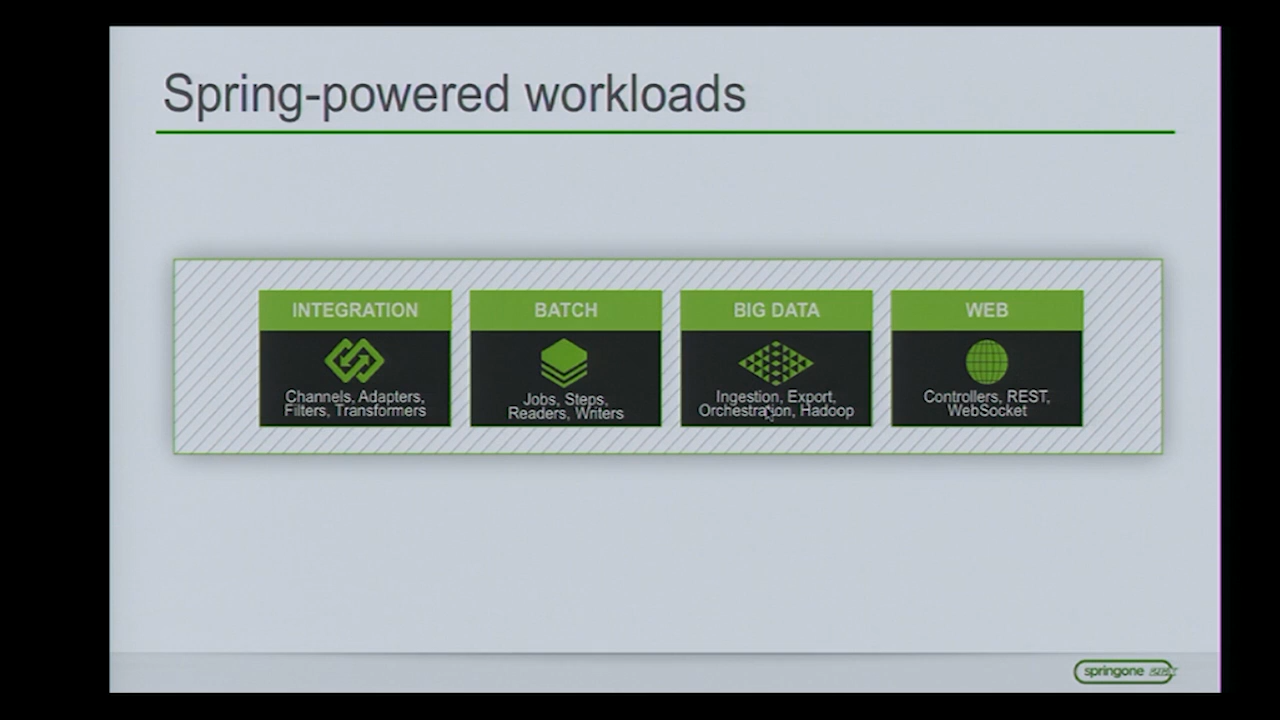 Spring-powered workloads
INTEGRATION
Channels, Adapters,
Filters, Transformers
BATCH
Jobs, Steps,
Readers, Writers
BIG DATA
Ingestion, Export,
Orchestration, Hadoop
WEB
Controllers, REST,
WebSocket
springone